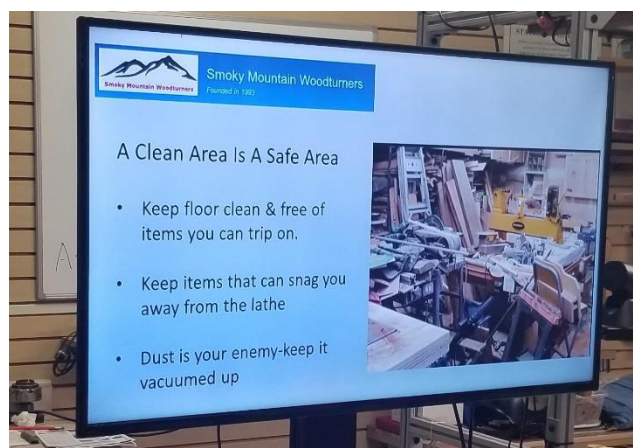 Smoky Mountain Woodturners
Smoky Mountain Woodturners
Founded in 1993
A Clean Area Is A Safe Area
• Keep floor clean & free of
items you can trip on.
• Keep items that can snag you
away from the lathe
• Dust is your enemy-keep it
vacuumed up